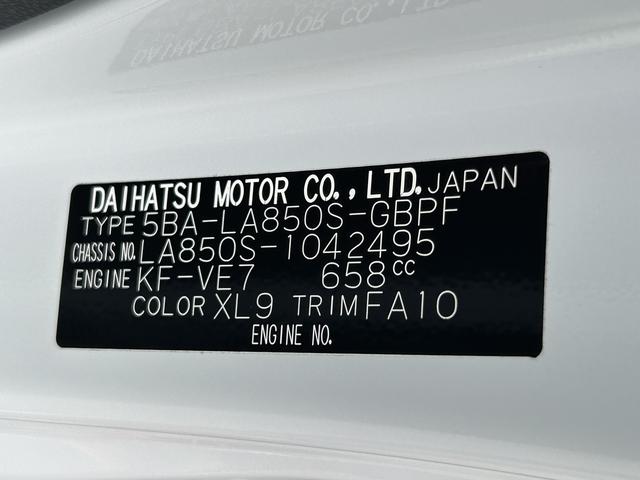 DAIHATSU MOTOR CO.,LTD. JAPAN
TYPE 5BA-LA850S-GBPF
CHASSIS NO. LA850S-1042495
ENGINE KF-VE7 658cc
COLOR XL9 TRIM FA10
ENGINE NO.